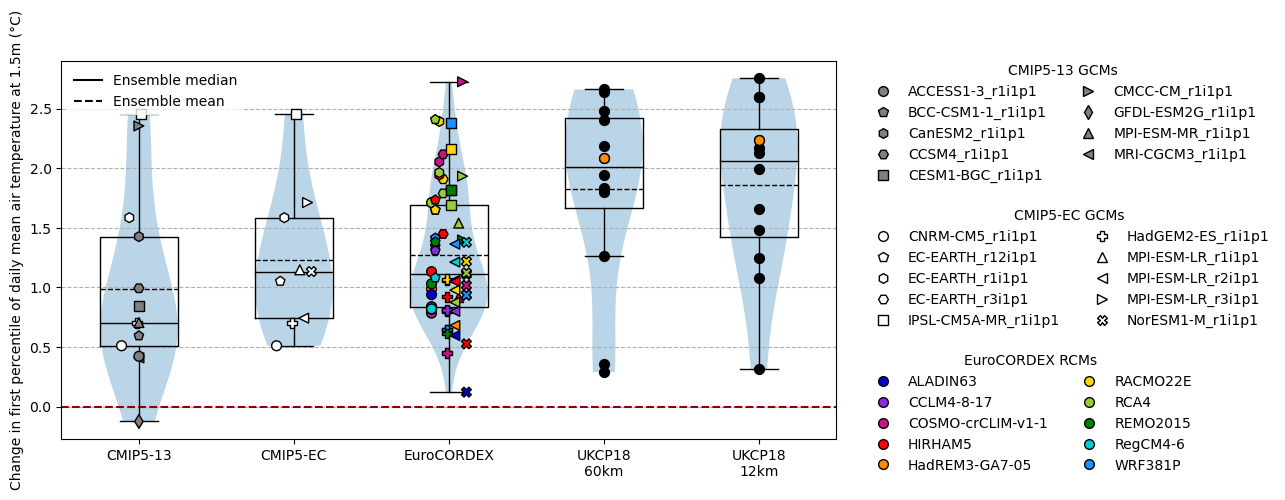 Change in first percentile of daily mean air temperature at 1.5m (°C)
Ensemble median
Ensemble mean
2.5
2.0
1.5
1.0
0.5
0.0
CMIP5-13
CMIP5-EC
EuroCORDEX
UKCP18
60km
UKCP18
12km
CMIP5-13 GCMs
ACCESS1-3_r1i1p1
BCC-CSM1-1_r1i1p1
CanESM2_r1i1p1
CCSM4_r1i1p1
CESM1-BGC_r1i1p1
CMCC-CM_r1i1p1
GFDL-ESM2G_r1i1p1
MPI-ESM-MR_r1i1p1
MRI-CGCM3_r1i1p1
CMIP5-EC GCMs
CNRM-CM5_r1i1p1
EC-EARTH_r12i1p1
EC-EARTH_r1i1p1
EC-EARTH_r3i1p1
IPSL-CM5A-MR_r1i1p1
HadGEM2-ES_r1i1p1
MPI-ESM-LR_r1i1p1
MPI-ESM-LR_r2i1p1
MPI-ESM-LR_r3i1p1
NorESM1-M_r1i1p1
EuroCORDEX RCMs
ALADIN63
CCLM4-8-17
COSMO-crCLIM-v1-1
HIRHAM5
HadREM3-GA7-05
RACMO22E
RCA4
REMO2015
RegCM4-6
WRF381P